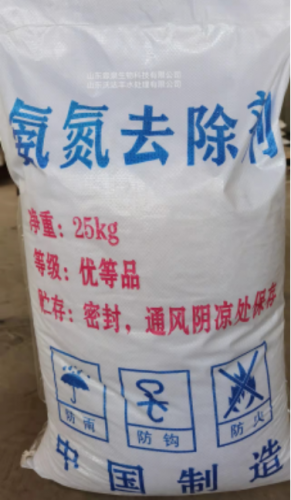 氨氮去除剂
净重：25kg
等级：优等品
贮存：密封，通风阴凉处保存
防雨
防钩
防火
中国制造